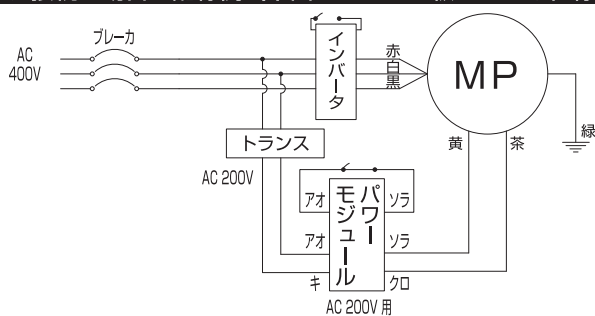 ブレーカ
AC
400V
インバータ
赤
白
黒
MP
緑
トランス
黄
茶
AC 200V
アオ
パワー
モジュール
ソラ
アオ
ソラ
キ
クロ
AC 200V 用